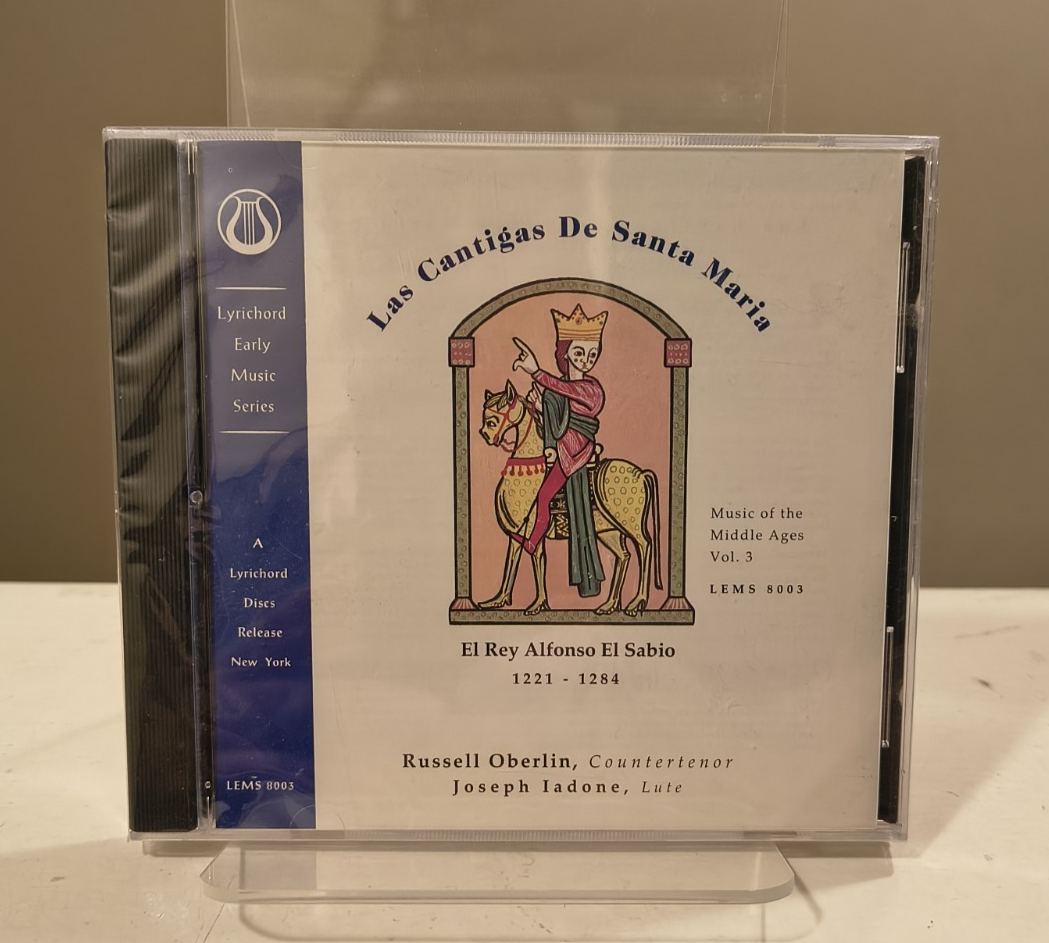 Las Cantigas De Santa Maria
Lyrichord
Early
Music
Series
A
Lyrichord
Discs
Release
New York
LEMS 8003
Music of the
Middle Ages
Vol. 3
LEMS 8003
El Rey Alfonso El Sabio
1221 - 1284
Russell Oberlin, Countertenor
Joseph Iadone, Lute